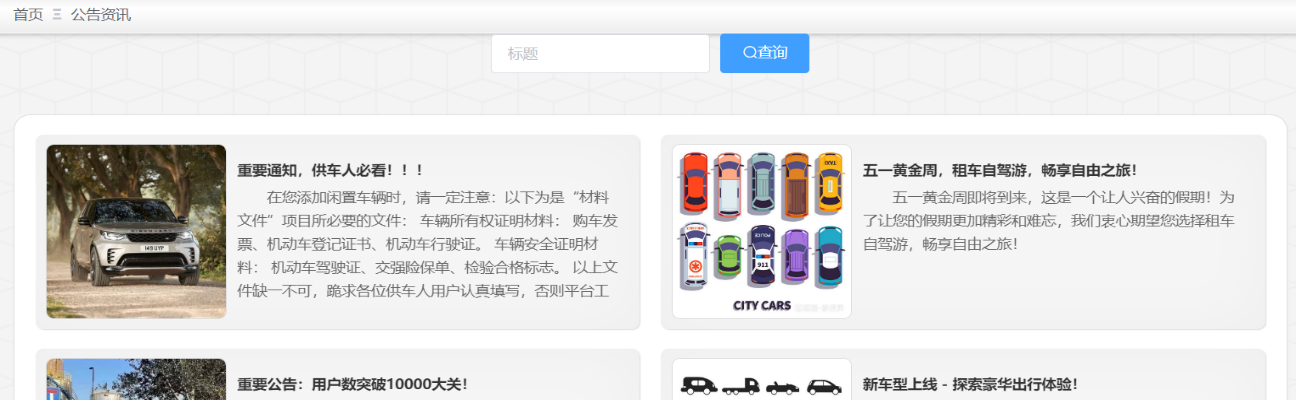 首页 公告资讯
标题
查询
重要通知，供车人必看！！！
在您添加闲置车辆时，请一定注意：以下为是“材料
文件”项目所必要的文件： 车辆所有权证明材料： 购车发
票、机动车登记证书、机动车行驶证。 车辆安全证明材
料： 机动车驾驶证、交强险保单、检验合格标志。 以上文
件缺一不可，跪求各位供车人用户认真填写，否则平台工
TAXI
POLICE
911
CITY CARS
五一黄金周，租车自驾游，畅享自由之旅！
五一黄金周即将到来，这是一个让人兴奋的假期！为
了让您的假期更加精彩和难忘，我们衷心期望您选择租车
自驾游，畅享自由之旅！
重要公告：用户数突破10000大关！
新车型上线 - 探索豪华出行体验！